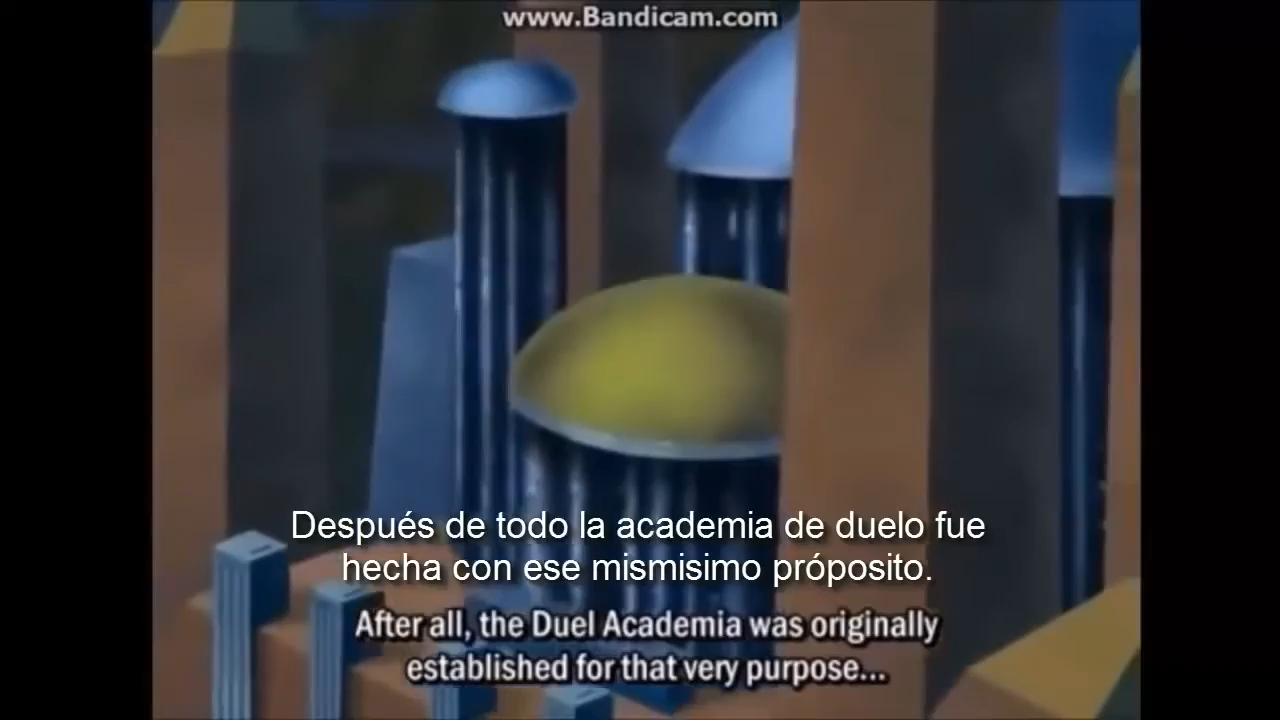 www.Bandicam.com
Después de todo la academia de duelo fue
hecha con ese mismisimo próposito.
After all, the Duel Academia was originally
established for that very purpose...